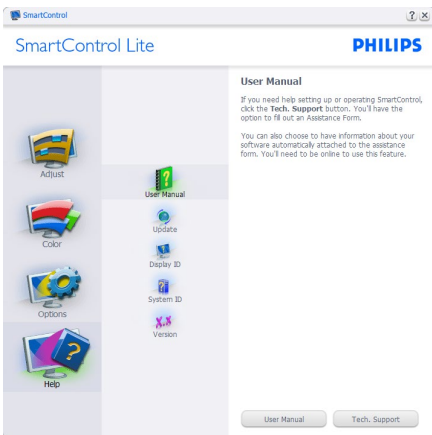 SmartControl
? ×
SmartControl Lite
PHILIPS
Adjust
Color
Options
Help
User Manual
Update
Display ID
System ID
X.X
Version
User Manual
If you need help setting up or operating SmartControl,
click the Tech. Support button. You'll have the
option to fill out an Assistance Form.
You can also choose to have information about your
software automatically attached to the assistance
form. You'll need to be online to use this feature.
User Manual
Tech. Support